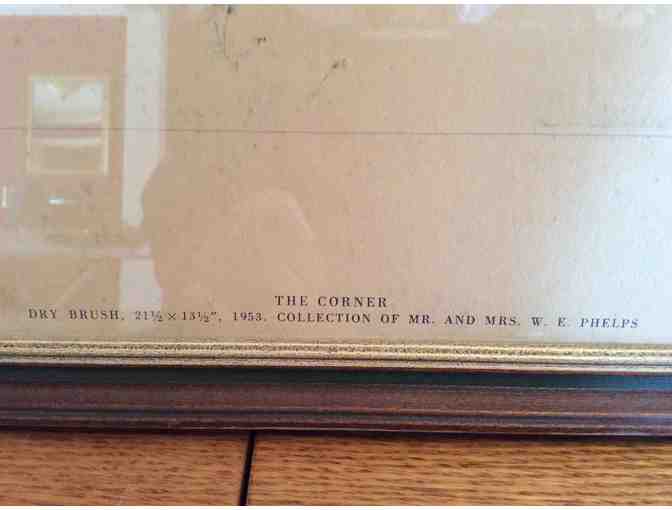 THE CORNER
DRY BRUSH, 21½ × 13½", 1953. COLLECTION OF MR. AND MRS. W. E. PHELPS